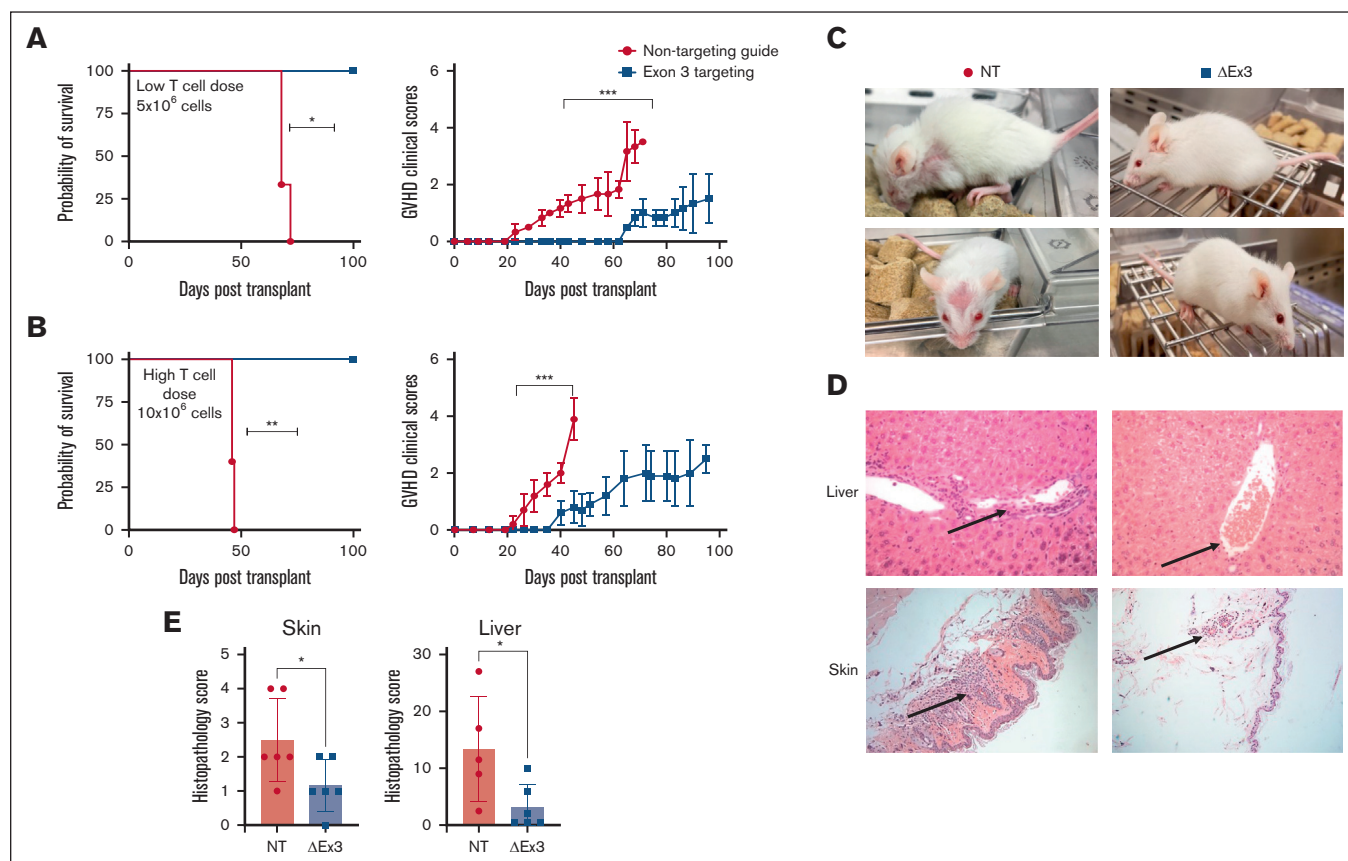 A
Non-targeting guide
Exon 3 targeting
Probability of survival
100
75
50
25
0
Low T cell dose
5x10⁶ cells
*
0
50
100
Days post transplant
GVHD clinical scores
6
4
2
0
***
0
20
40
60
80
100
Days post transplant
B
Probability of survival
100
75
50
25
0
High T cell
dose
10x10⁶ cells
**
0
50
100
Days post transplant
GVHD clinical scores
6
4
2
0
***
0
20
40
60
80
100
Days post transplant
C
NT
ΔEx3
D
Liver
Skin
E
Skin
Histopathology score
5
4
3
2
1
0
*
NT
ΔEx3
Liver
Histopathology score
30
20
10
0
*
NT
ΔEx3